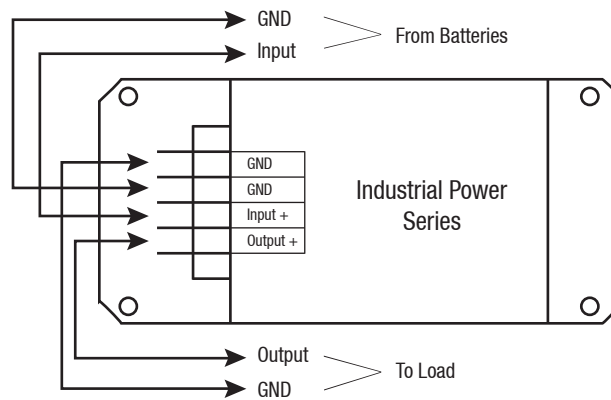 GND
Input
From Batteries
GND
GND
Input +
Output +
Industrial Power
Series
Output
GND
To Load